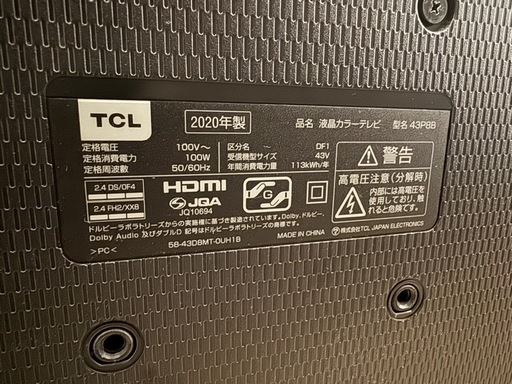 TCL 2020年製 品名 液晶カラーテレビ 型名 43P8B
定格電圧 100V～
定格消費電力 100W
定格周波数 50/60Hz
区分名 DF1
受信機型サイズ 43V
年間消費電力量 113kWh/年
警告
高電圧注意(分解時)
内部には高電圧が使用されており、触れると危険です。
2.4 DS/OF4
2.4 FH2/XX8
HDMI
S JQA
JQ10694
SG
ドルビーラボラトリーズからの実施権に基づき製造されています。Dolby、ドルビー、
Dolby Audio 及びダブルD 記号はドルビーラボラトリーズの商標です。
>PC<
58-43D8MT-0UH1B
MADE IN CHINA
株式会社TCL JAPAN ELECTRONICS